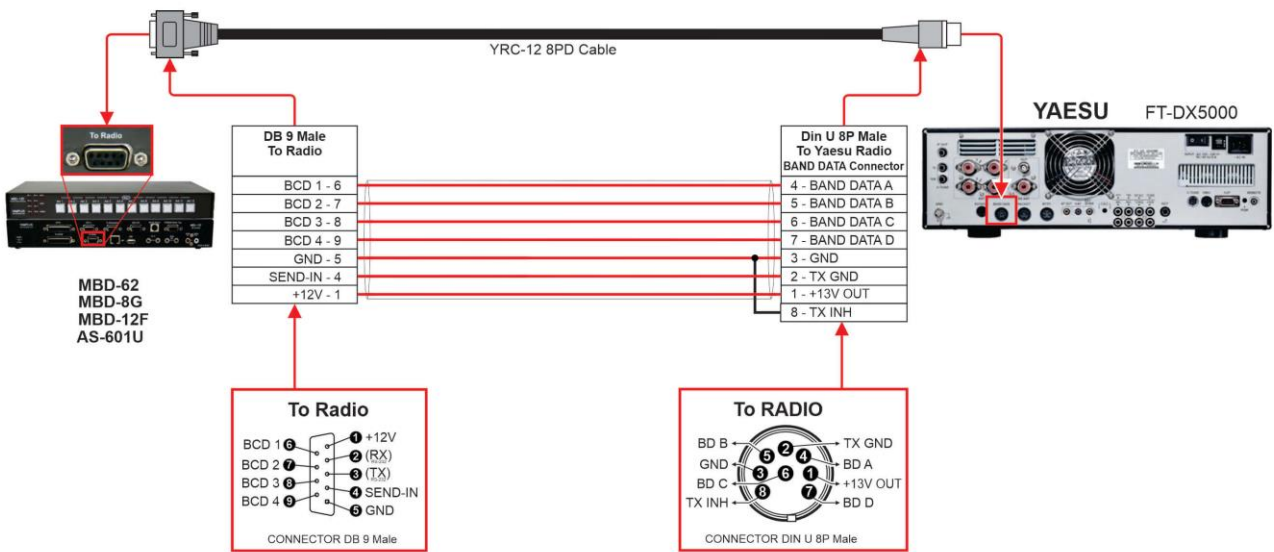 YRC-12 8PD Cable
To Radio
MBD-62
MBD-8G
MBD-12F
AS-601U
DB 9 Male
To Radio
BCD 1 - 6
BCD 2 - 7
BCD 3 - 8
BCD 4 - 9
GND - 5
SEND-IN - 4
+12V - 1
Din U 8P Male
To Yaesu Radio
BAND DATA Connector
4 - BAND DATA A
5 - BAND DATA B
6 - BAND DATA C
7 - BAND DATA D
3 - GND
2 - TX GND
1 - +13V OUT
8 - TX INH
YAESU FT-DX5000
To Radio
BCD 1 6
BCD 2 7
BCD 3 8
BCD 4 9
1 +12V
2 (RX)
3 (TX)
4 SEND-IN
5 GND
CONNECTOR DB 9 Male
To RADIO
BD B
GND
BD C
TX INH
2
5 4
3 6 1
8 7
TX GND
BD A
+13V OUT
BD D
CONNECTOR DIN U 8P Male